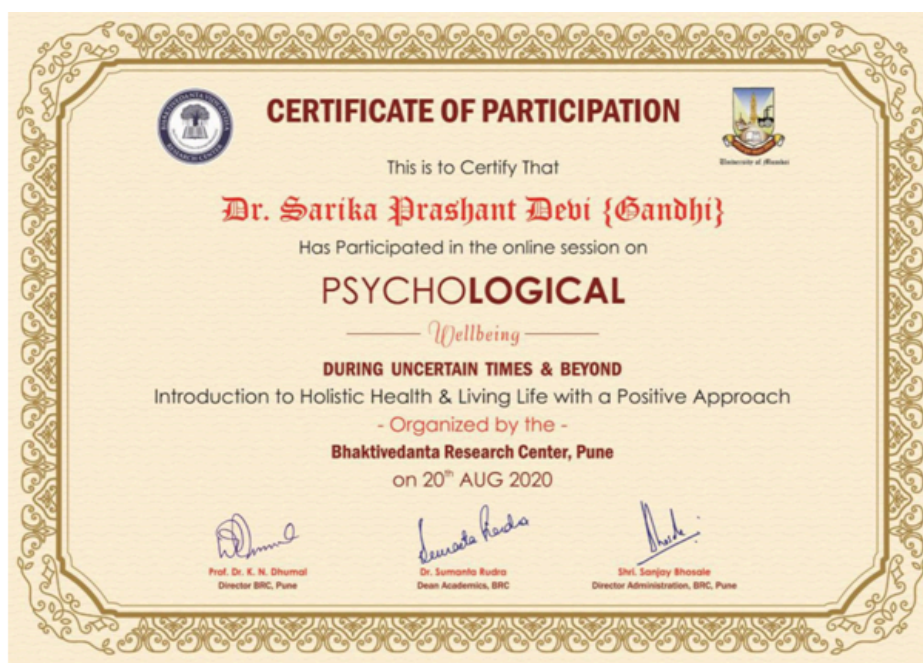 CERTIFICATE OF PARTICIPATION
University of Mumbai
This is to Certify That
Dr. Sarika Prashant Devi {Gandhi}
Has Participated in the online session on
PSYCHOLOGICAL
Wellbeing
DURING UNCERTAIN TIMES & BEYOND
Introduction to Holistic Health & Living Life with a Positive Approach
- Organized by the -
Bhaktivedanta Research Center, Pune
on 20th AUG 2020
Prof. Dr. K. N. Dhumal
Director BRC, Pune
Dr. Sumanta Rudra
Dean Academics, BRC
Shri. Sanjay Bhosale
Director Administration, BRC, Pune